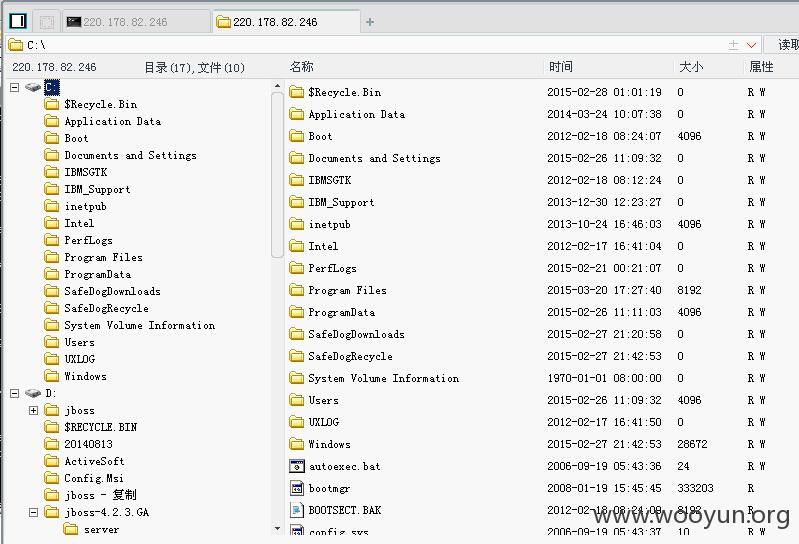 220.178.82.246 220.178.82.246 +
C:\ 读取
220.178.82.246 目录(17),文件(10) 名称 时间 大小 属性
C:
$Recycle.Bin
Application Data
Boot
Documents and Settings
IBMSGTK
IBM_Support
inetpub
Intel
PerfLogs
Program Files
ProgramData
SafeDogDownloads
SafeDogRecycle
System Volume Information
Users
UXLOG
Windows
D:
jboss
$RECYCLE.BIN
20140813
ActiveSoft
Config.Msi
jboss - 复制
jboss-4.2.3.GA
server
$Recycle.Bin 2015-02-28 01:01:19 0 R W
Application Data 2014-03-24 10:07:38 0 R W
Boot 2012-02-18 08:24:07 4096 R W
Documents and Settings 2015-02-26 11:09:32 0 R W
IBMSGTK 2012-02-18 08:12:24 0 R W
IBM_Support 2013-12-30 12:23:27 0 R W
inetpub 2013-10-24 16:46:03 4096 R W
Intel 2012-02-17 16:41:04 0 R W
PerfLogs 2015-02-21 00:21:07 0 R W
Program Files 2015-03-20 17:27:40 8192 R W
ProgramData 2015-02-26 11:11:03 4096 R W
SafeDogDownloads 2015-02-27 21:20:58 0 R W
SafeDogRecycle 2015-02-27 21:42:53 0 R W
System Volume Information 1970-01-01 08:00:00 0 R W
Users 2015-02-26 11:09:32 4096 R W
UXLOG 2012-02-17 16:41:50 0 R W
Windows 2015-02-27 21:42:53 28672 R W
autoexec.bat 2006-09-19 05:43:36 24 R W
bootmgr 2008-01-19 15:45:45 333203 R
BOOTSECT.BAK 2012-02-18 08:24:09 8192 R W
config.sys 2006-09-19 05:43:37 10 R W
www.wooyun.org